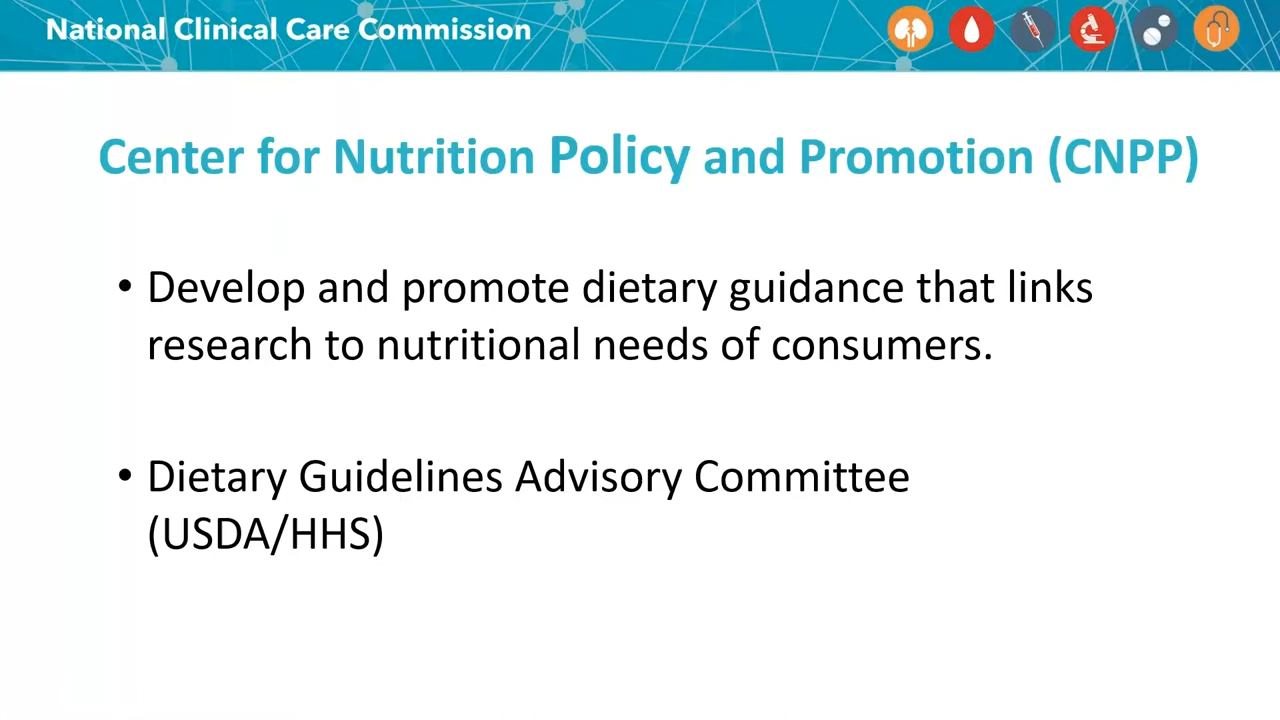 National Clinical Care Commission
Center for Nutrition Policy and Promotion (CNPP)
• Develop and promote dietary guidance that links
research to nutritional needs of consumers.
• Dietary Guidelines Advisory Committee
(USDA/HHS)